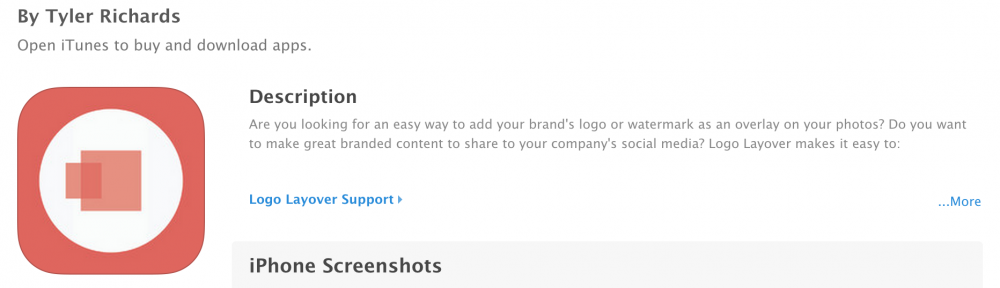 By Tyler Richards
Open iTunes to buy and download apps.
Description
Are you looking for an easy way to add your brand's logo or watermark as an overlay on your photos? Do you want
to make great branded content to share to your company's social media? Logo Layover makes it easy to:
Logo Layover Support
...More
iPhone Screenshots